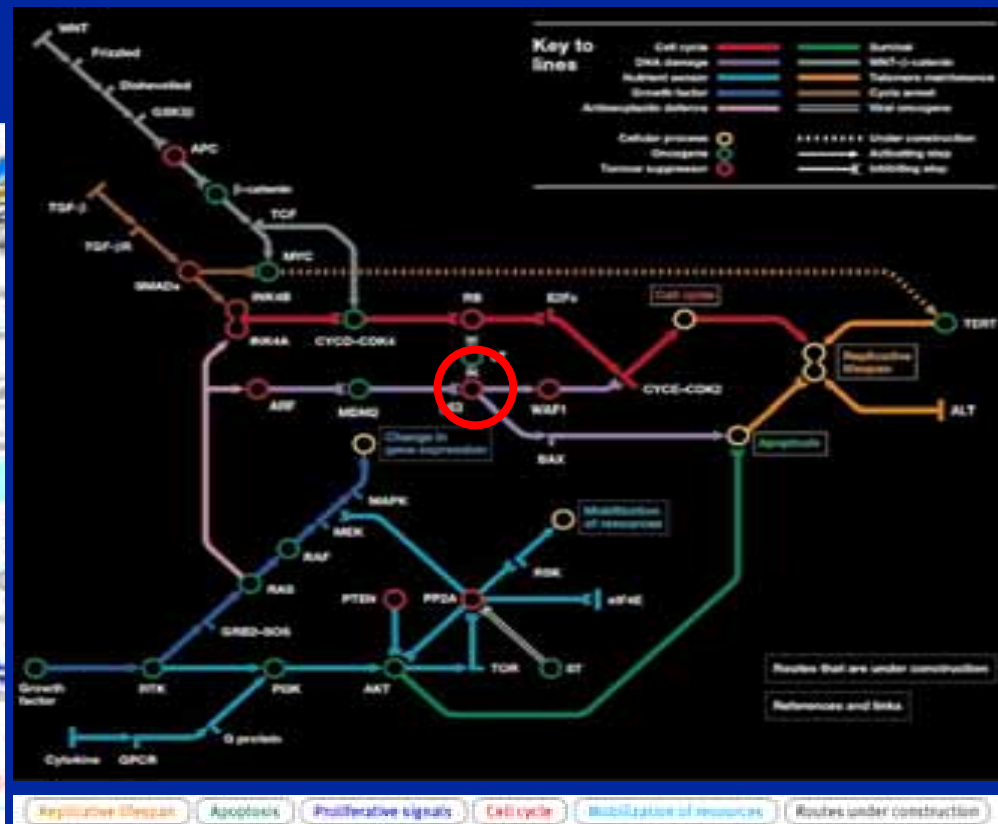 WNT
Frizzled
Dishevelled
GSK3β
APC
β-catenin
TCF
TGF-β
TGF-βR
MYC
SMADs
INK4B
INK4A
CYCD-CDK4
RB
E2Fs
Cell cycle
TERT
Replicative
lifespan
CYCE-CDK2
ARF
MDM2
WAF1
ALT
BAX
Apoptosis
Change in
gene expression
MAPK
MEK
RAF
RAS
GRB2-SOS
Mobilization
of resources
RSK
PTEN
PP2A
eIF4E
Growth
factor
RTK
PI3K
AKT
TOR
ST
G protein
Cytokine
GPCR
Key to
lines
Cell cycle
DNA damage
Nutrient sensor
Growth factor
Antineoplastic defence
Survival
WNT-β-catenin
Telomere maintenance
Cycle arrest
Viral oncogene
Cellular process
Oncogene
Tumour suppressor
Under construction
Activating step
Inhibiting step
Routes that are under construction
References and links
Replicative lifespan
Apoptosis
Proliferative signals
Cell cycle
Mobilization of resources
Routes under construction